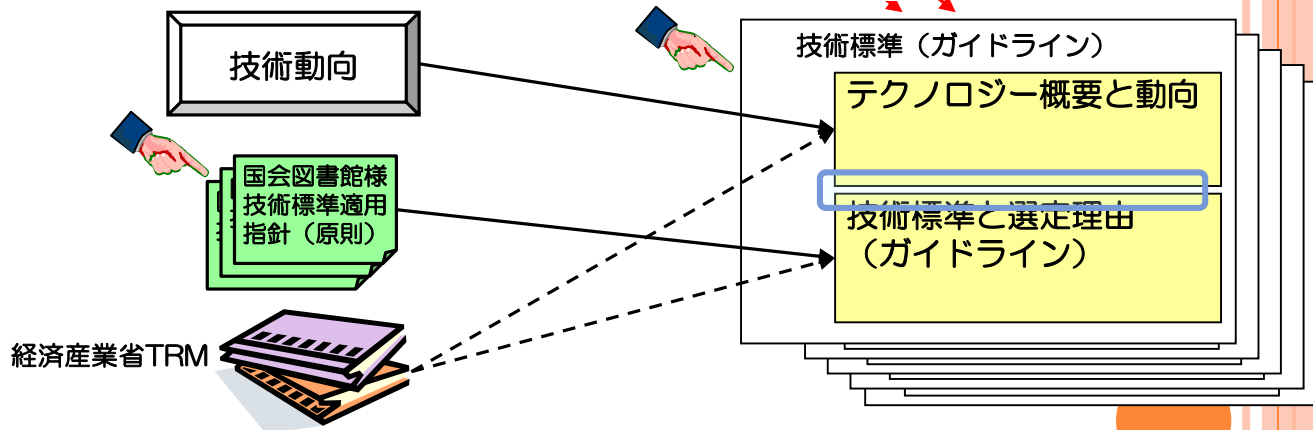 技術動向
国会図書館様
技術標準適用
指針（原則）
経済産業省TRM
技術標準（ガイドライン）
テクノロジー概要と動向
技術標準と選定理由
（ガイドライン）